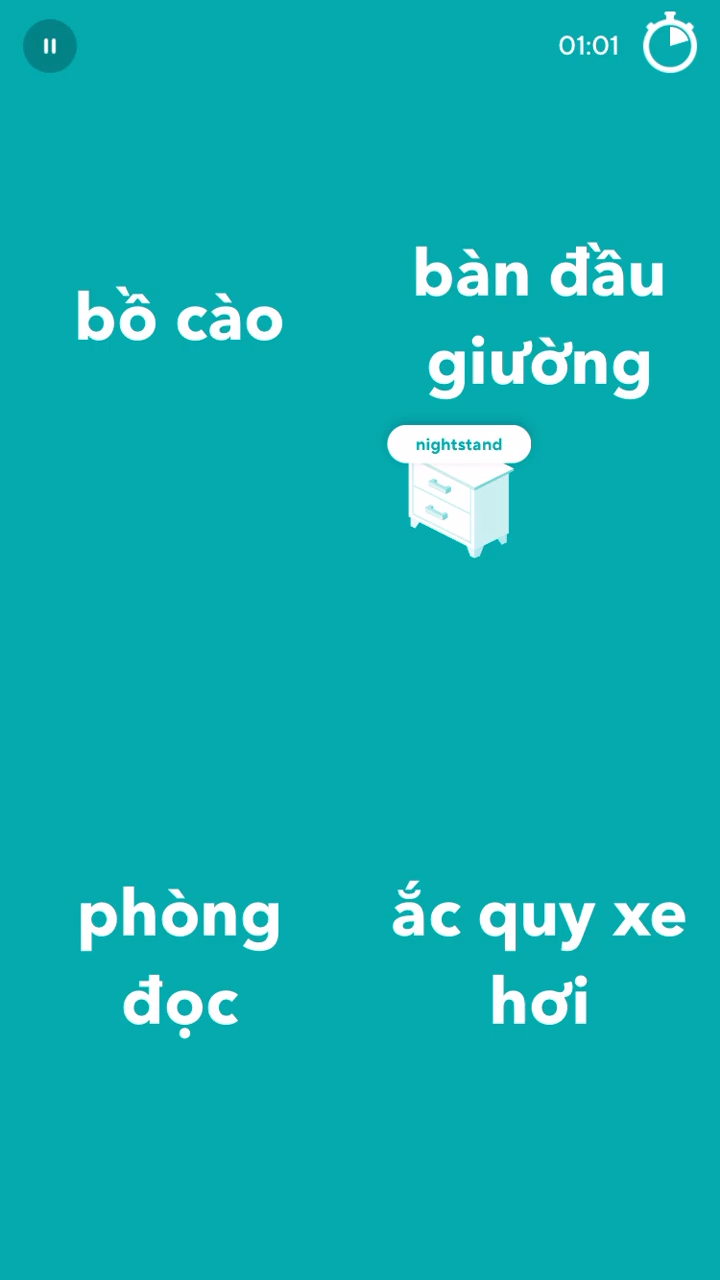 01:01
bồ cào
bàn đầu
giường
nightstand
phòng
đọc
ắc quy xe
hơi